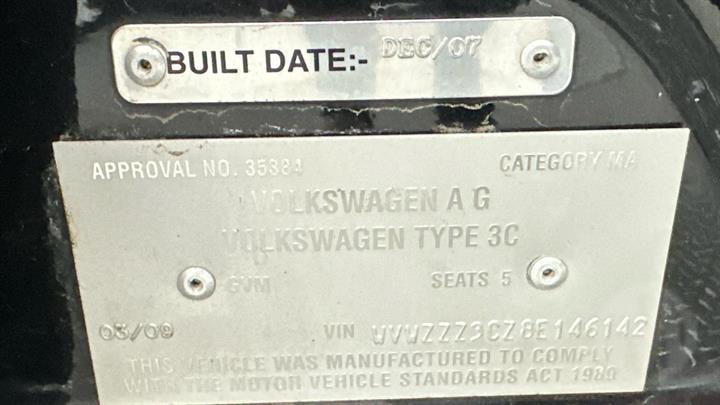 BUILT DATE:- DEC/07
APPROVAL NO. 35384 CATEGORY MA
VOLKSWAGEN AG
VOLKSWAGEN TYPE 3C
GVM SEATS 5
03/09 VIN WVWZZZ3CZ8E146142
THIS VEHICLE WAS MANUFACTURED TO COMPLY
WITH THE MOTOR VEHICLE STANDARDS ACT 1989